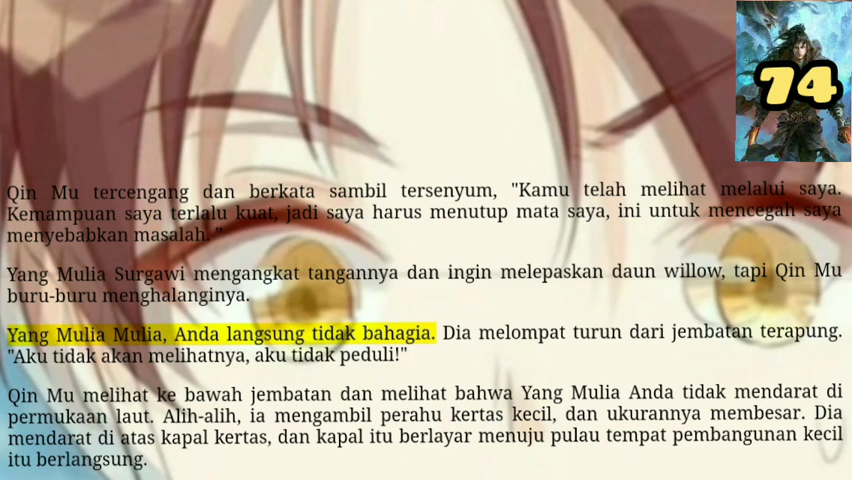 74
Qin Mu tercengang dan berkata sambil tersenyum, "Kamu telah melihat melalui saya.
Kemampuan saya terlalu kuat, jadi saya harus menutup mata saya, ini untuk mencegah saya
menyebabkan masalah. "
Yang Mulia Surgawi mengangkat tangannya dan ingin melepaskan daun willow, tapi Qin Mu
buru-buru menghalanginya.
Yang Mulia Mulia, Anda langsung tidak bahagia. Dia melompat turun dari jembatan terapung.
"Aku tidak akan melihatnya, aku tidak peduli!"
Qin Mu melihat ke bawah jembatan dan melihat bahwa Yang Mulia Anda tidak mendarat di
permukaan laut. Alih-alih, ia mengambil perahu kertas kecil, dan ukurannya membesar. Dia
mendarat di atas kapal kertas, dan kapal itu berlayar menuju pulau tempat pembangunan kecil
itu berlangsung.